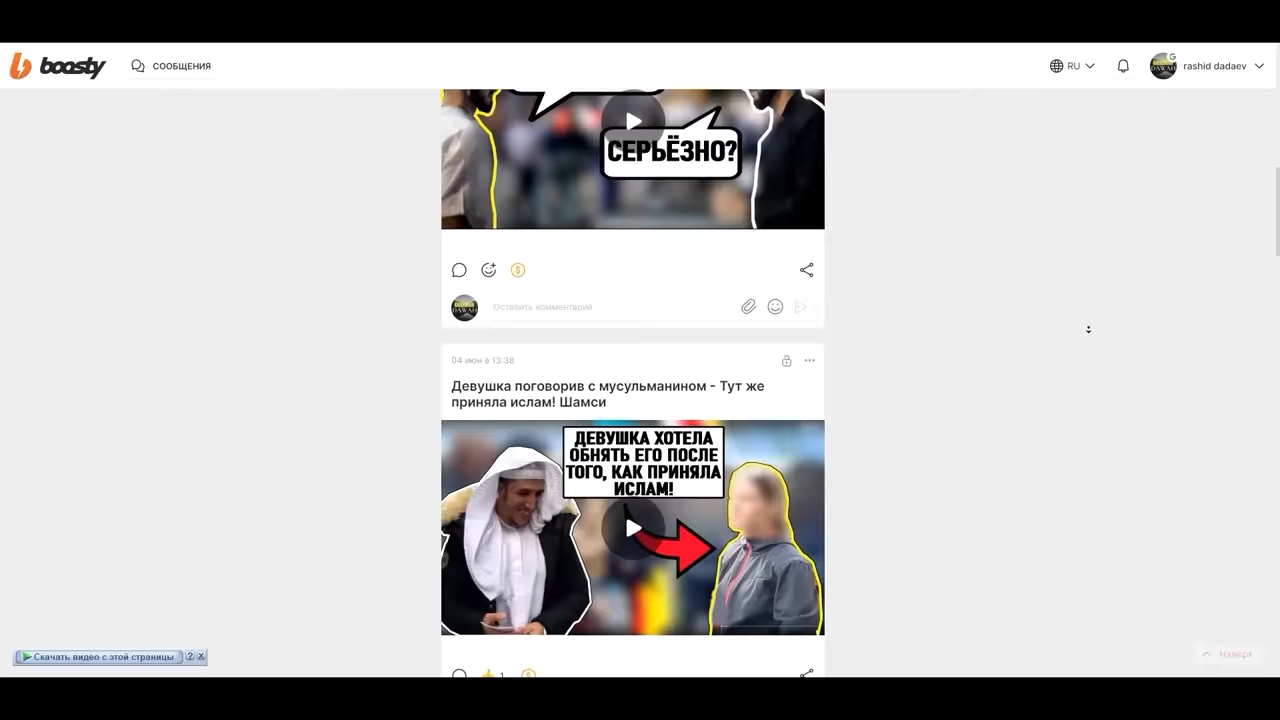 boosty
СООБЩЕНИЯ
RU
rashid dadaev
СЕРЬЁЗНО?
Оставить комментарий
04 июн в 13:38
Девушка поговорив с мусульманином - Тут же
приняла ислам! Шамси
ДЕВУШКА ХОТЕЛА
ОБНЯТЬ ЕГО ПОСЛЕ
ТОГО, КАК ПРИНЯЛА
ИСЛАМ!
Скачать видео с этой страницы ? X
Наверх
1